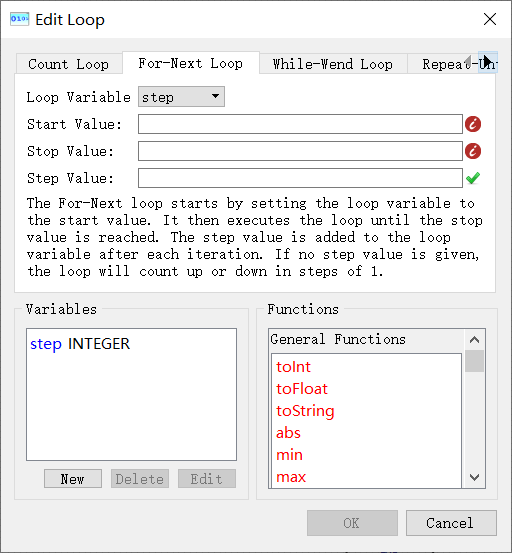 Edit Loop
Count Loop
For-Next Loop
While-Wend Loop
Repeat-Unt
Loop Variable
step
Start Value:
Stop Value:
Step Value:
The For-Next loop starts by setting the loop variable to
the start value. It then executes the loop until the stop
value is reached. The step value is added to the loop
variable after each iteration. If no step value is given,
the loop will count up or down in steps of 1.
Variables
step INTEGER
New
Delete
Edit
Functions
General Functions
toInt
toFloat
toString
abs
min
max
OK
Cancel